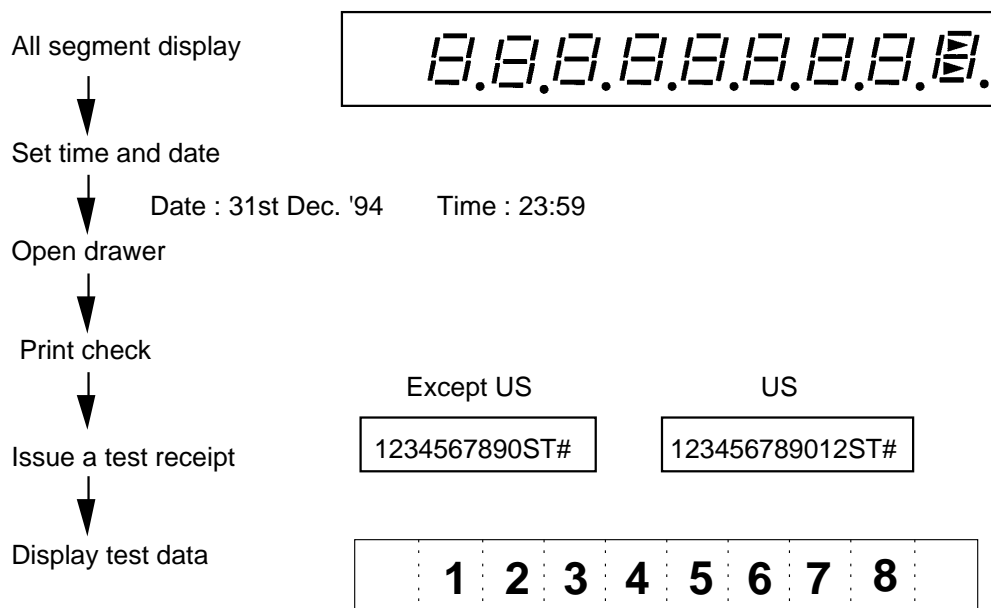 All segment display
8.8.8.8.8.8.8.8.8.
Set time and date
Date : 31st Dec. '94 Time : 23:59
Open drawer
Print check
Except US US
Issue a test receipt 1234567890ST# 123456789012ST#
Display test data 1 2 3 4 5 6 7 8